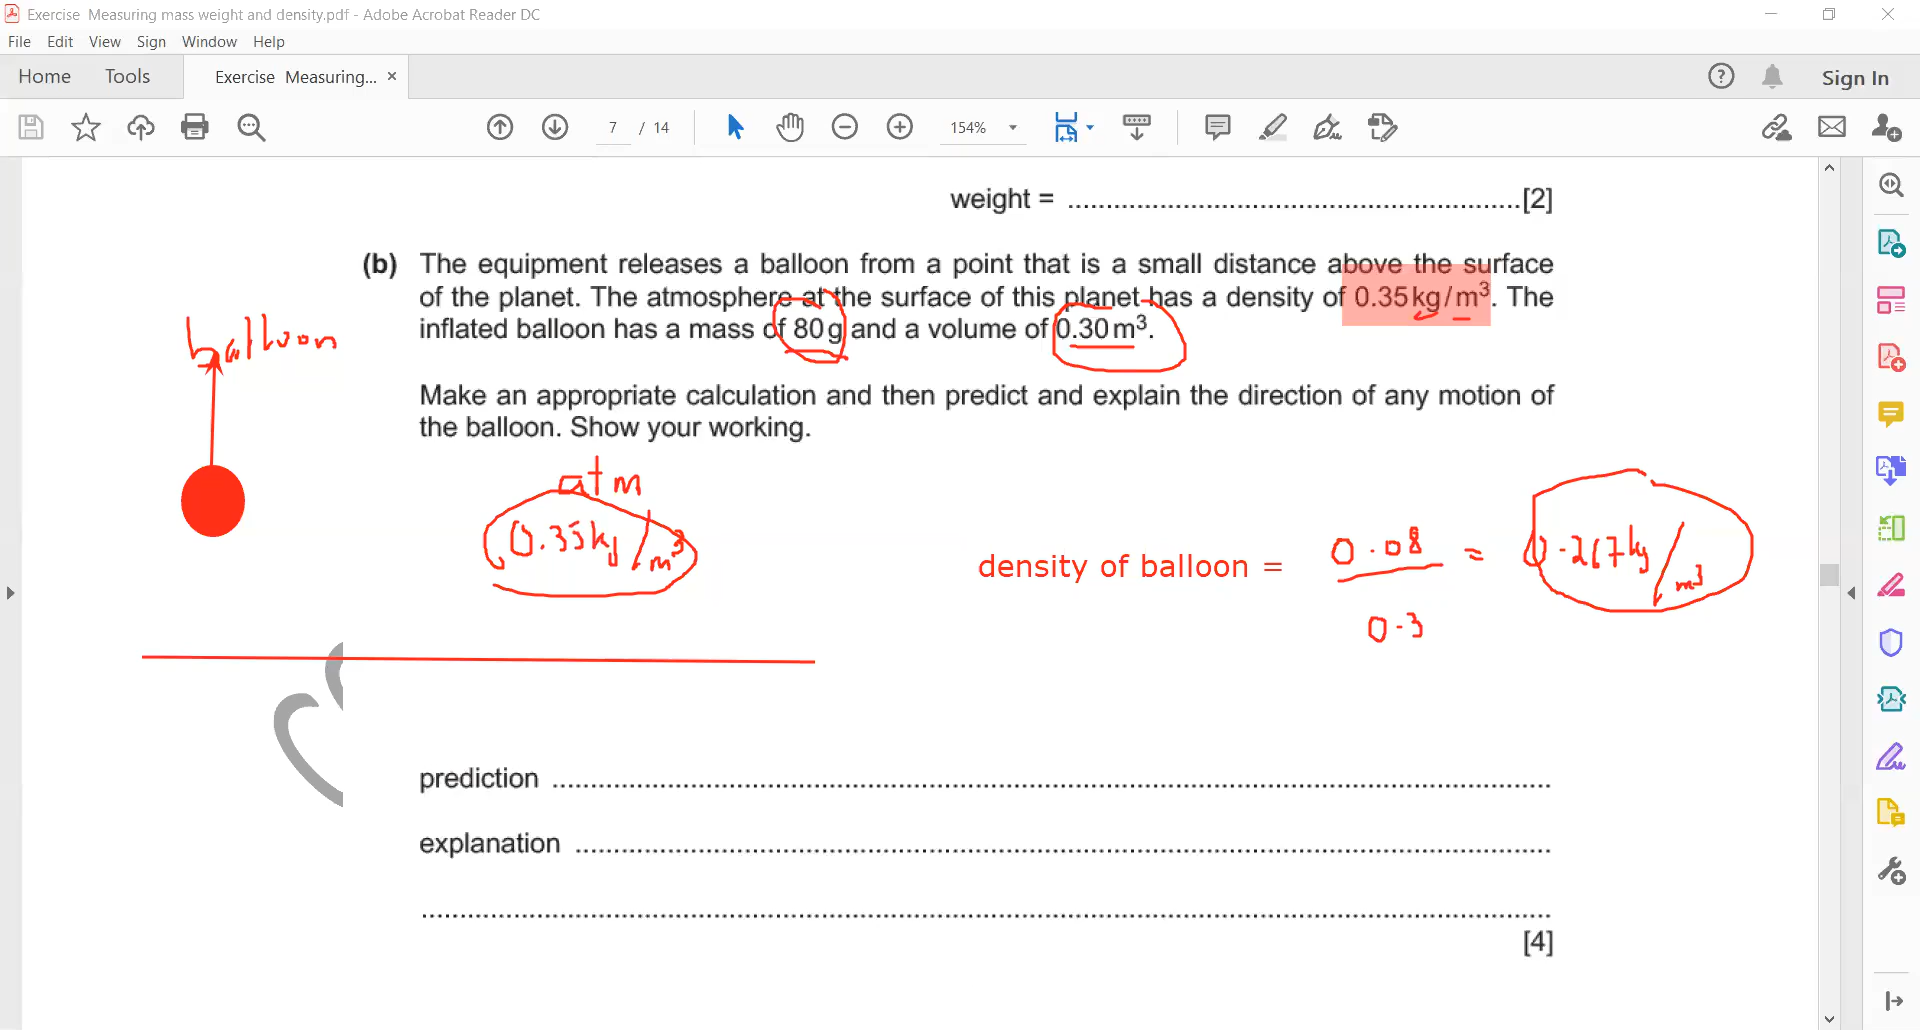 Exercise  Measuring mass weight and density.pdf - Adobe Acrobat Reader DC
File Edit View Sign Window Help
Home Tools Exercise  Measuring... × Sign In
7 / 14 154%
weight = ........................................................[2]
(b) The equipment releases a balloon from a point that is a small distance above the surface
of the planet. The atmosphere at the surface of this planet has a density of 0.35 kg/m³. The
inflated balloon has a mass of 80 g and a volume of 0.30 m³.
balloon
Make an appropriate calculation and then predict and explain the direction of any motion of
the balloon. Show your working.
atm
0.35kg/m³
density of balloon = 0.08 = 0.267kg/m³
0.3
prediction ........................................................
explanation ........................................................
........................................................
[4]